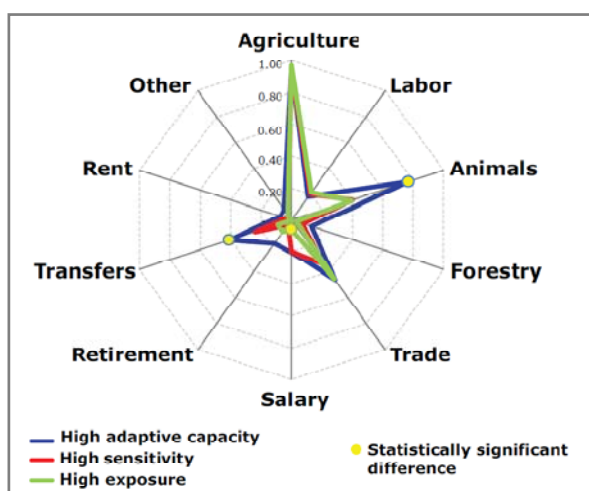 Agriculture
1.00
Other
Labor
0.80
0.60
Rent
0.40
Animals
0.20
Transfers
Forestry
Retirement
Trade
Salary
High adaptive capacity
High sensitivity
High exposure
Statistically significant
difference